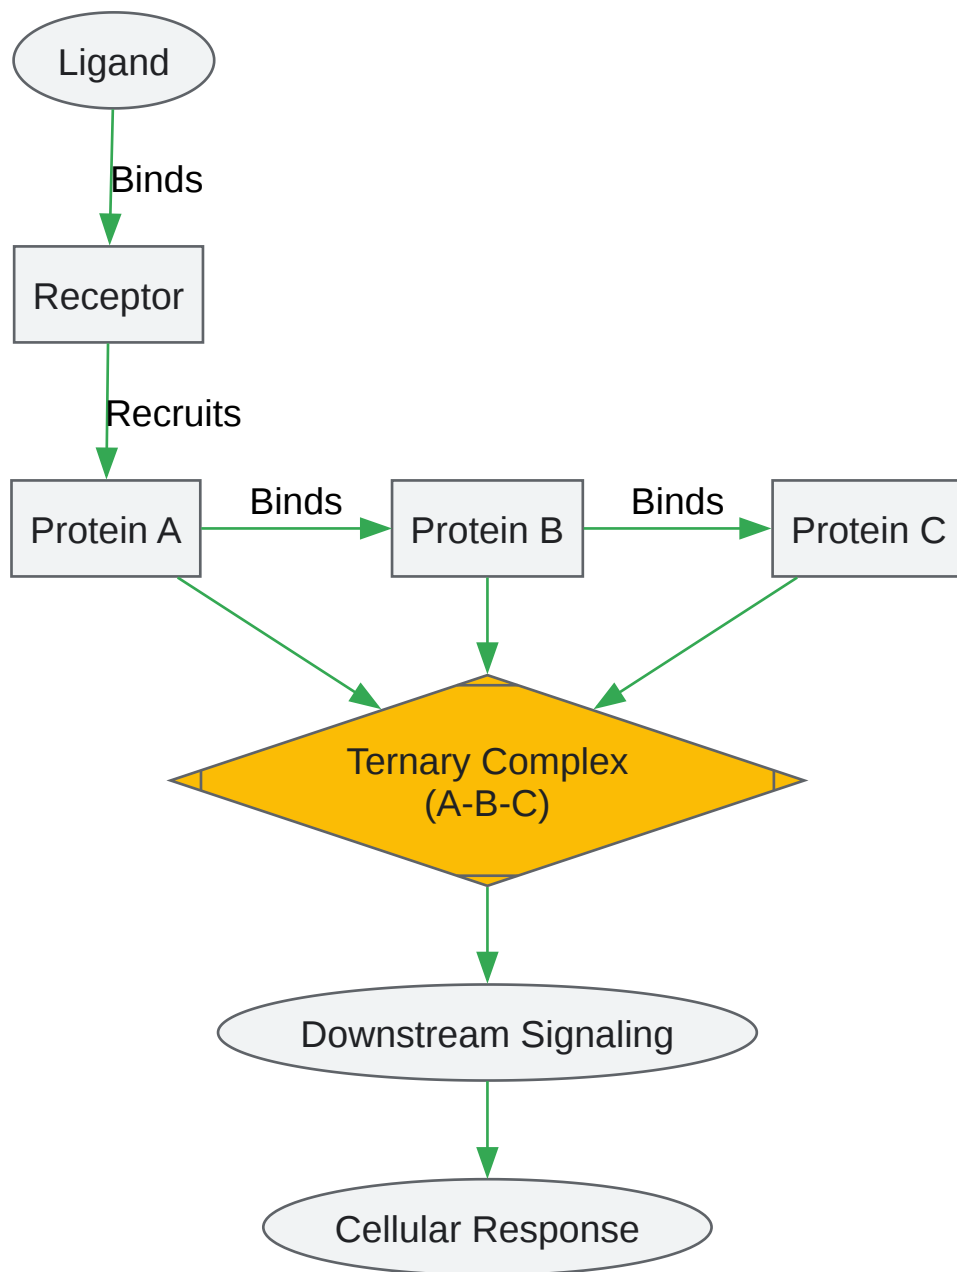 Ligand
Binds
Receptor
Recruits
Binds
Binds
Protein A
Protein B
Protein C
Ternary Complex
(A-B-C)
Downstream Signaling
Cellular Response